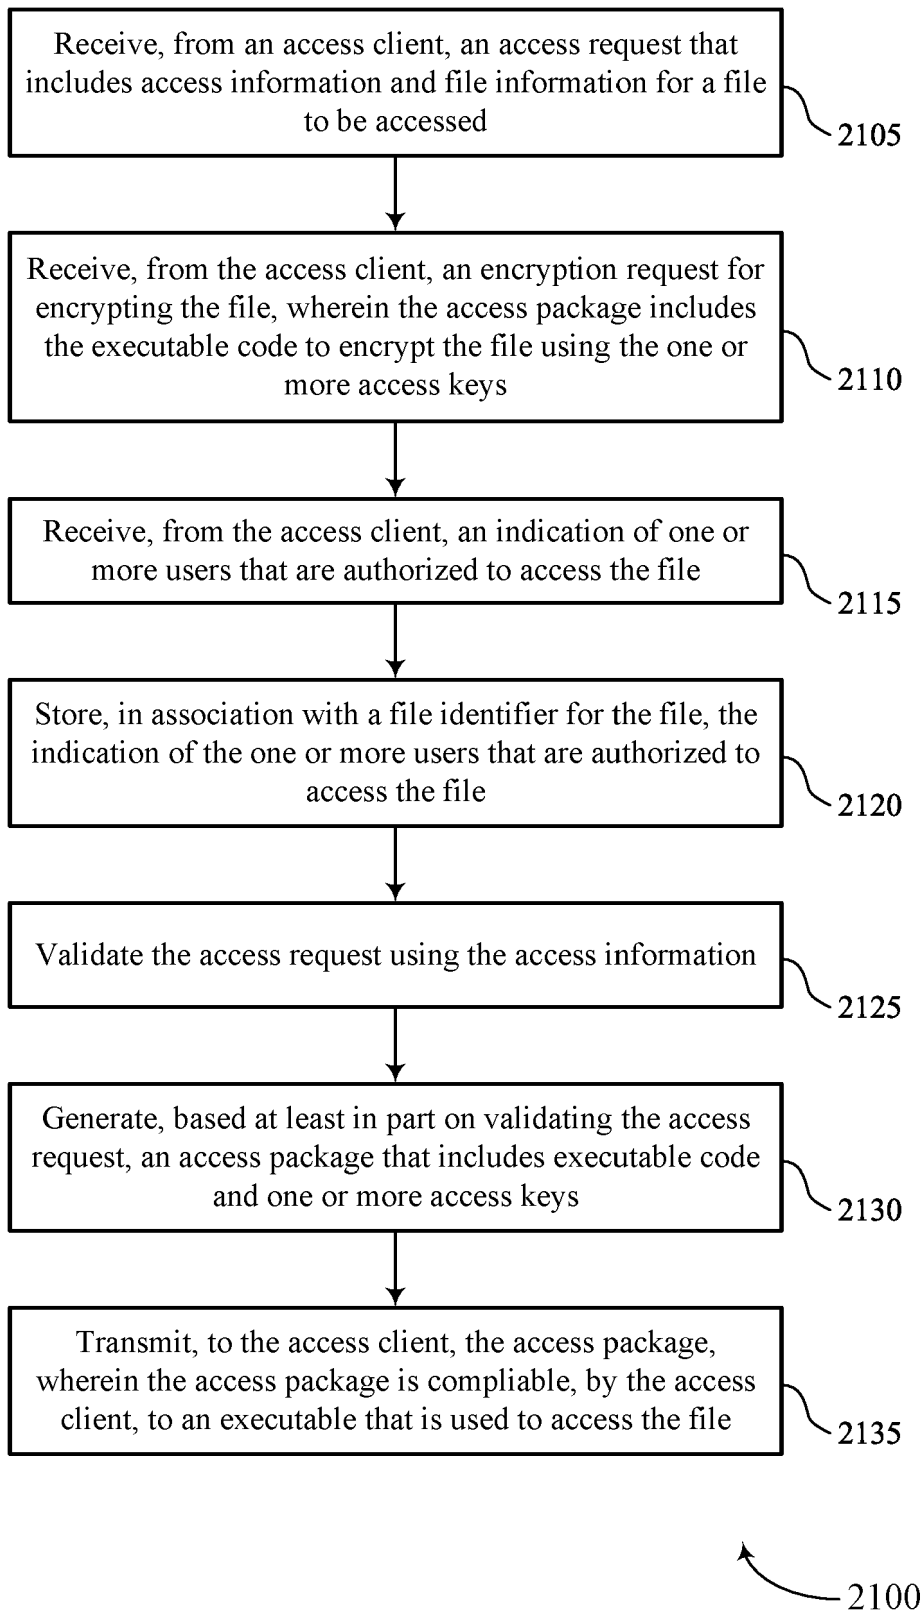 Receive, from an access client, an access request that
includes access information and file information for a file
to be accessed
2105
Receive, from the access client, an encryption request for
encrypting the file, wherein the access package includes
the executable code to encrypt the file using the one or
more access keys
2110
Receive, from the access client, an indication of one or
more users that are authorized to access the file
2115
Store, in association with a file identifier for the file, the
indication of the one or more users that are authorized to
access the file
2120
Validate the access request using the access information
2125
Generate, based at least in part on validating the access
request, an access package that includes executable code
and one or more access keys
2130
Transmit, to the access client, the access package,
wherein the access package is compliable, by the access
client, to an executable that is used to access the file
2135
2100